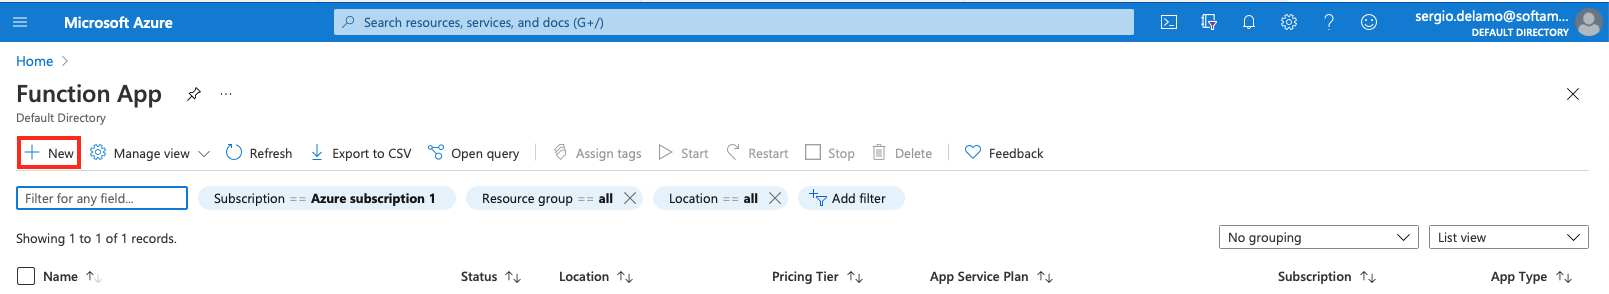 Microsoft Azure Search resources, services, and docs (G+/) sergio.delamo@softam...
DEFAULT DIRECTORY
Home
Function App ...
Default Directory
New Manage view Refresh Export to CSV Open query Assign tags Start Restart Stop Delete Feedback
Filter for any field... Subscription == Azure subscription 1 Resource group == all Location == all Add filter
Showing 1 to 1 of 1 records. No grouping List view
Name Status Location Pricing Tier App Service Plan Subscription App Type